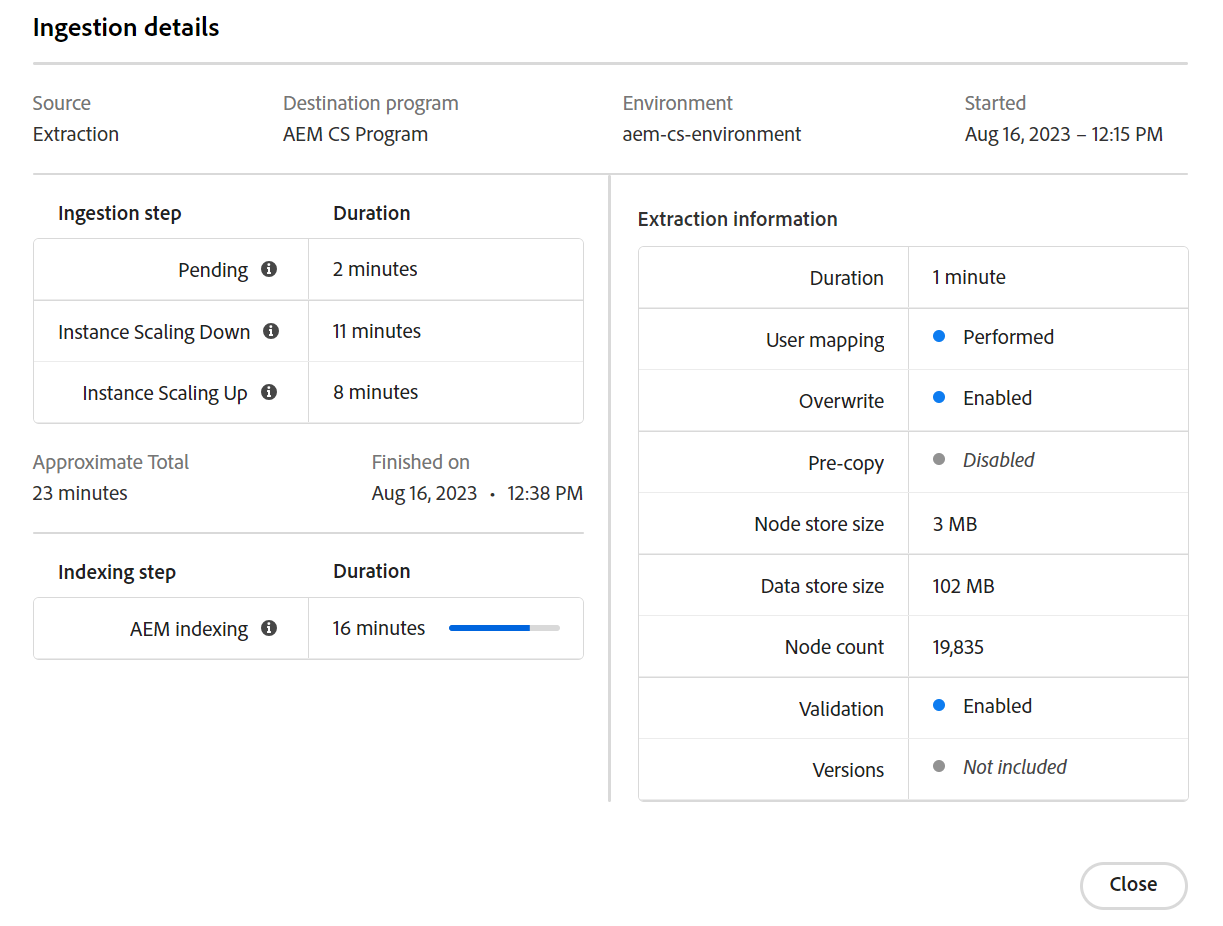 Ingestion details
Source
Extraction
Destination program
AEM CS Program
Environment
aem-cs-environment
Started
Aug 16, 2023 – 12:15 PM
Ingestion step Duration
Pending 2 minutes
Instance Scaling Down 11 minutes
Instance Scaling Up 8 minutes
Approximate Total
23 minutes
Finished on
Aug 16, 2023 • 12:38 PM
Indexing step Duration
AEM indexing 16 minutes
Extraction information
Duration 1 minute
User mapping Performed
Overwrite Enabled
Pre-copy Disabled
Node store size 3 MB
Data store size 102 MB
Node count 19,835
Validation Enabled
Versions Not included
Close